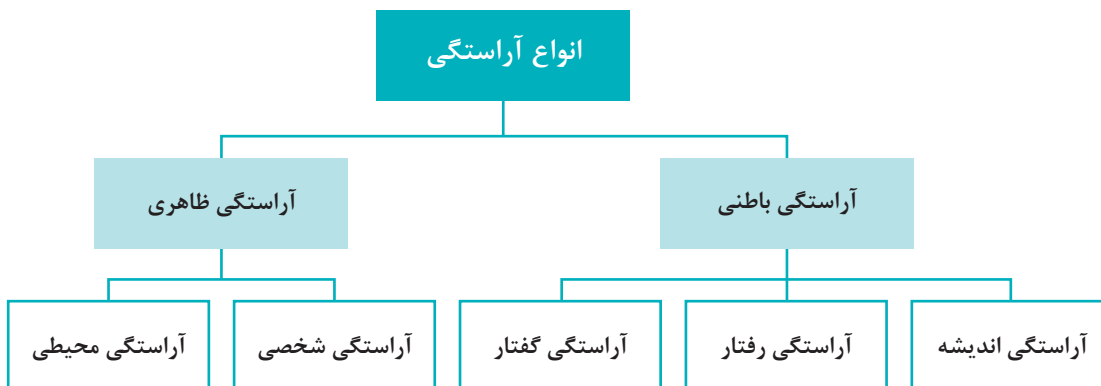 انواع آراستگی
آراستگی باطنی
آراستگی ظاهری
آراستگی اندیشه
آراستگی رفتار
آراستگی گفتار
آراستگی شخصی
آراستگی محیطی